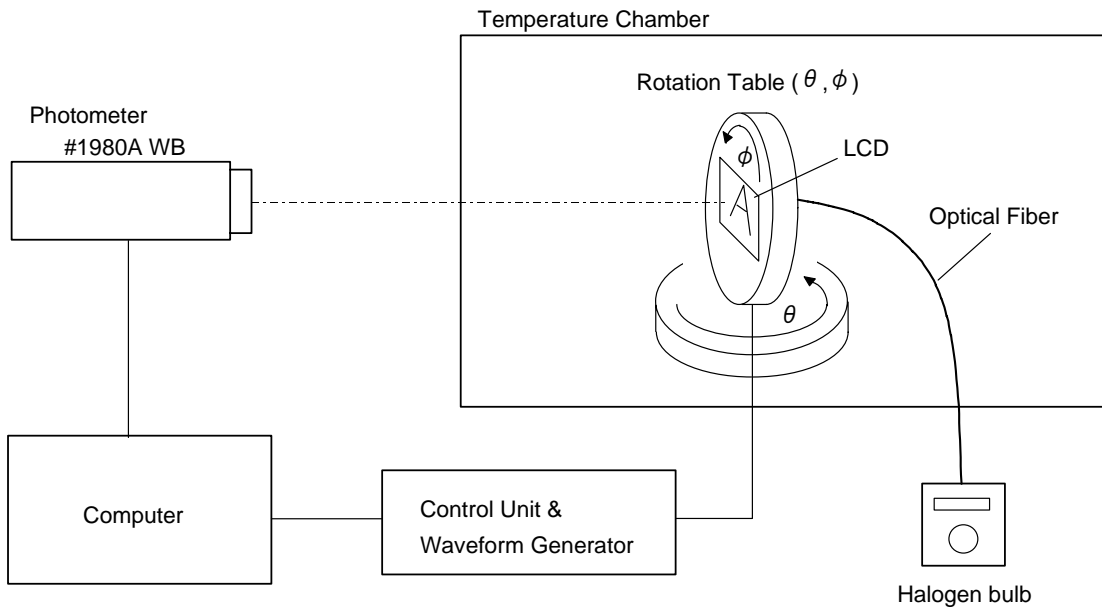 Temperature Chamber
Rotation Table ( θ , φ )
Photometer
#1980A WB
φ
LCD
A
Optical Fiber
θ
Computer
Control Unit &
Waveform Generator
Halogen bulb